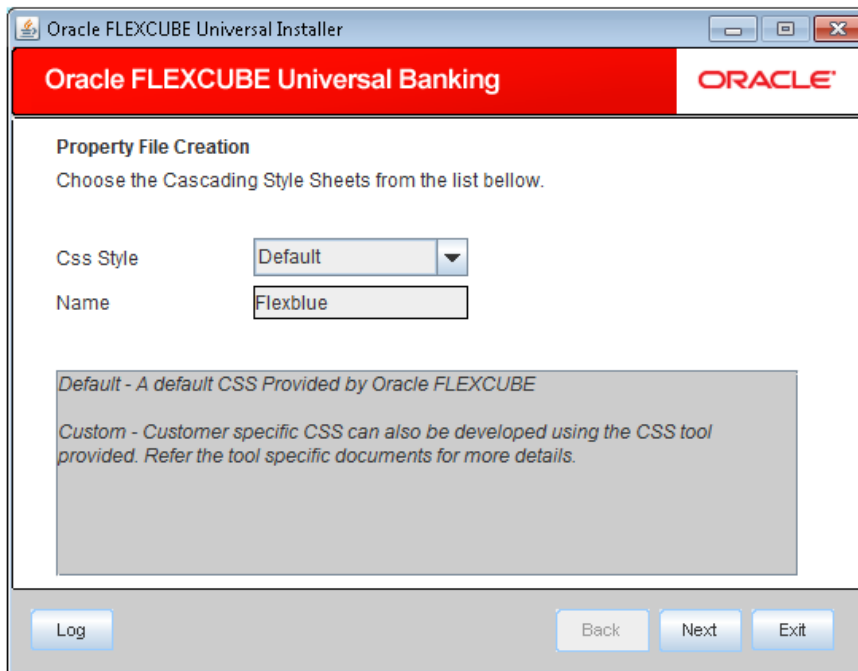 Oracle FLEXCUBE Universal Installer
Oracle FLEXCUBE Universal Banking
ORACLE
Property File Creation
Choose the Cascading Style Sheets from the list bellow.
Css Style
Default
Name
Flexblue
Default - A default CSS Provided by Oracle FLEXCUBE
Custom - Customer specific CSS can also be developed using the CSS tool
provided. Refer the tool specific documents for more details.
Log
Back
Next
Exit